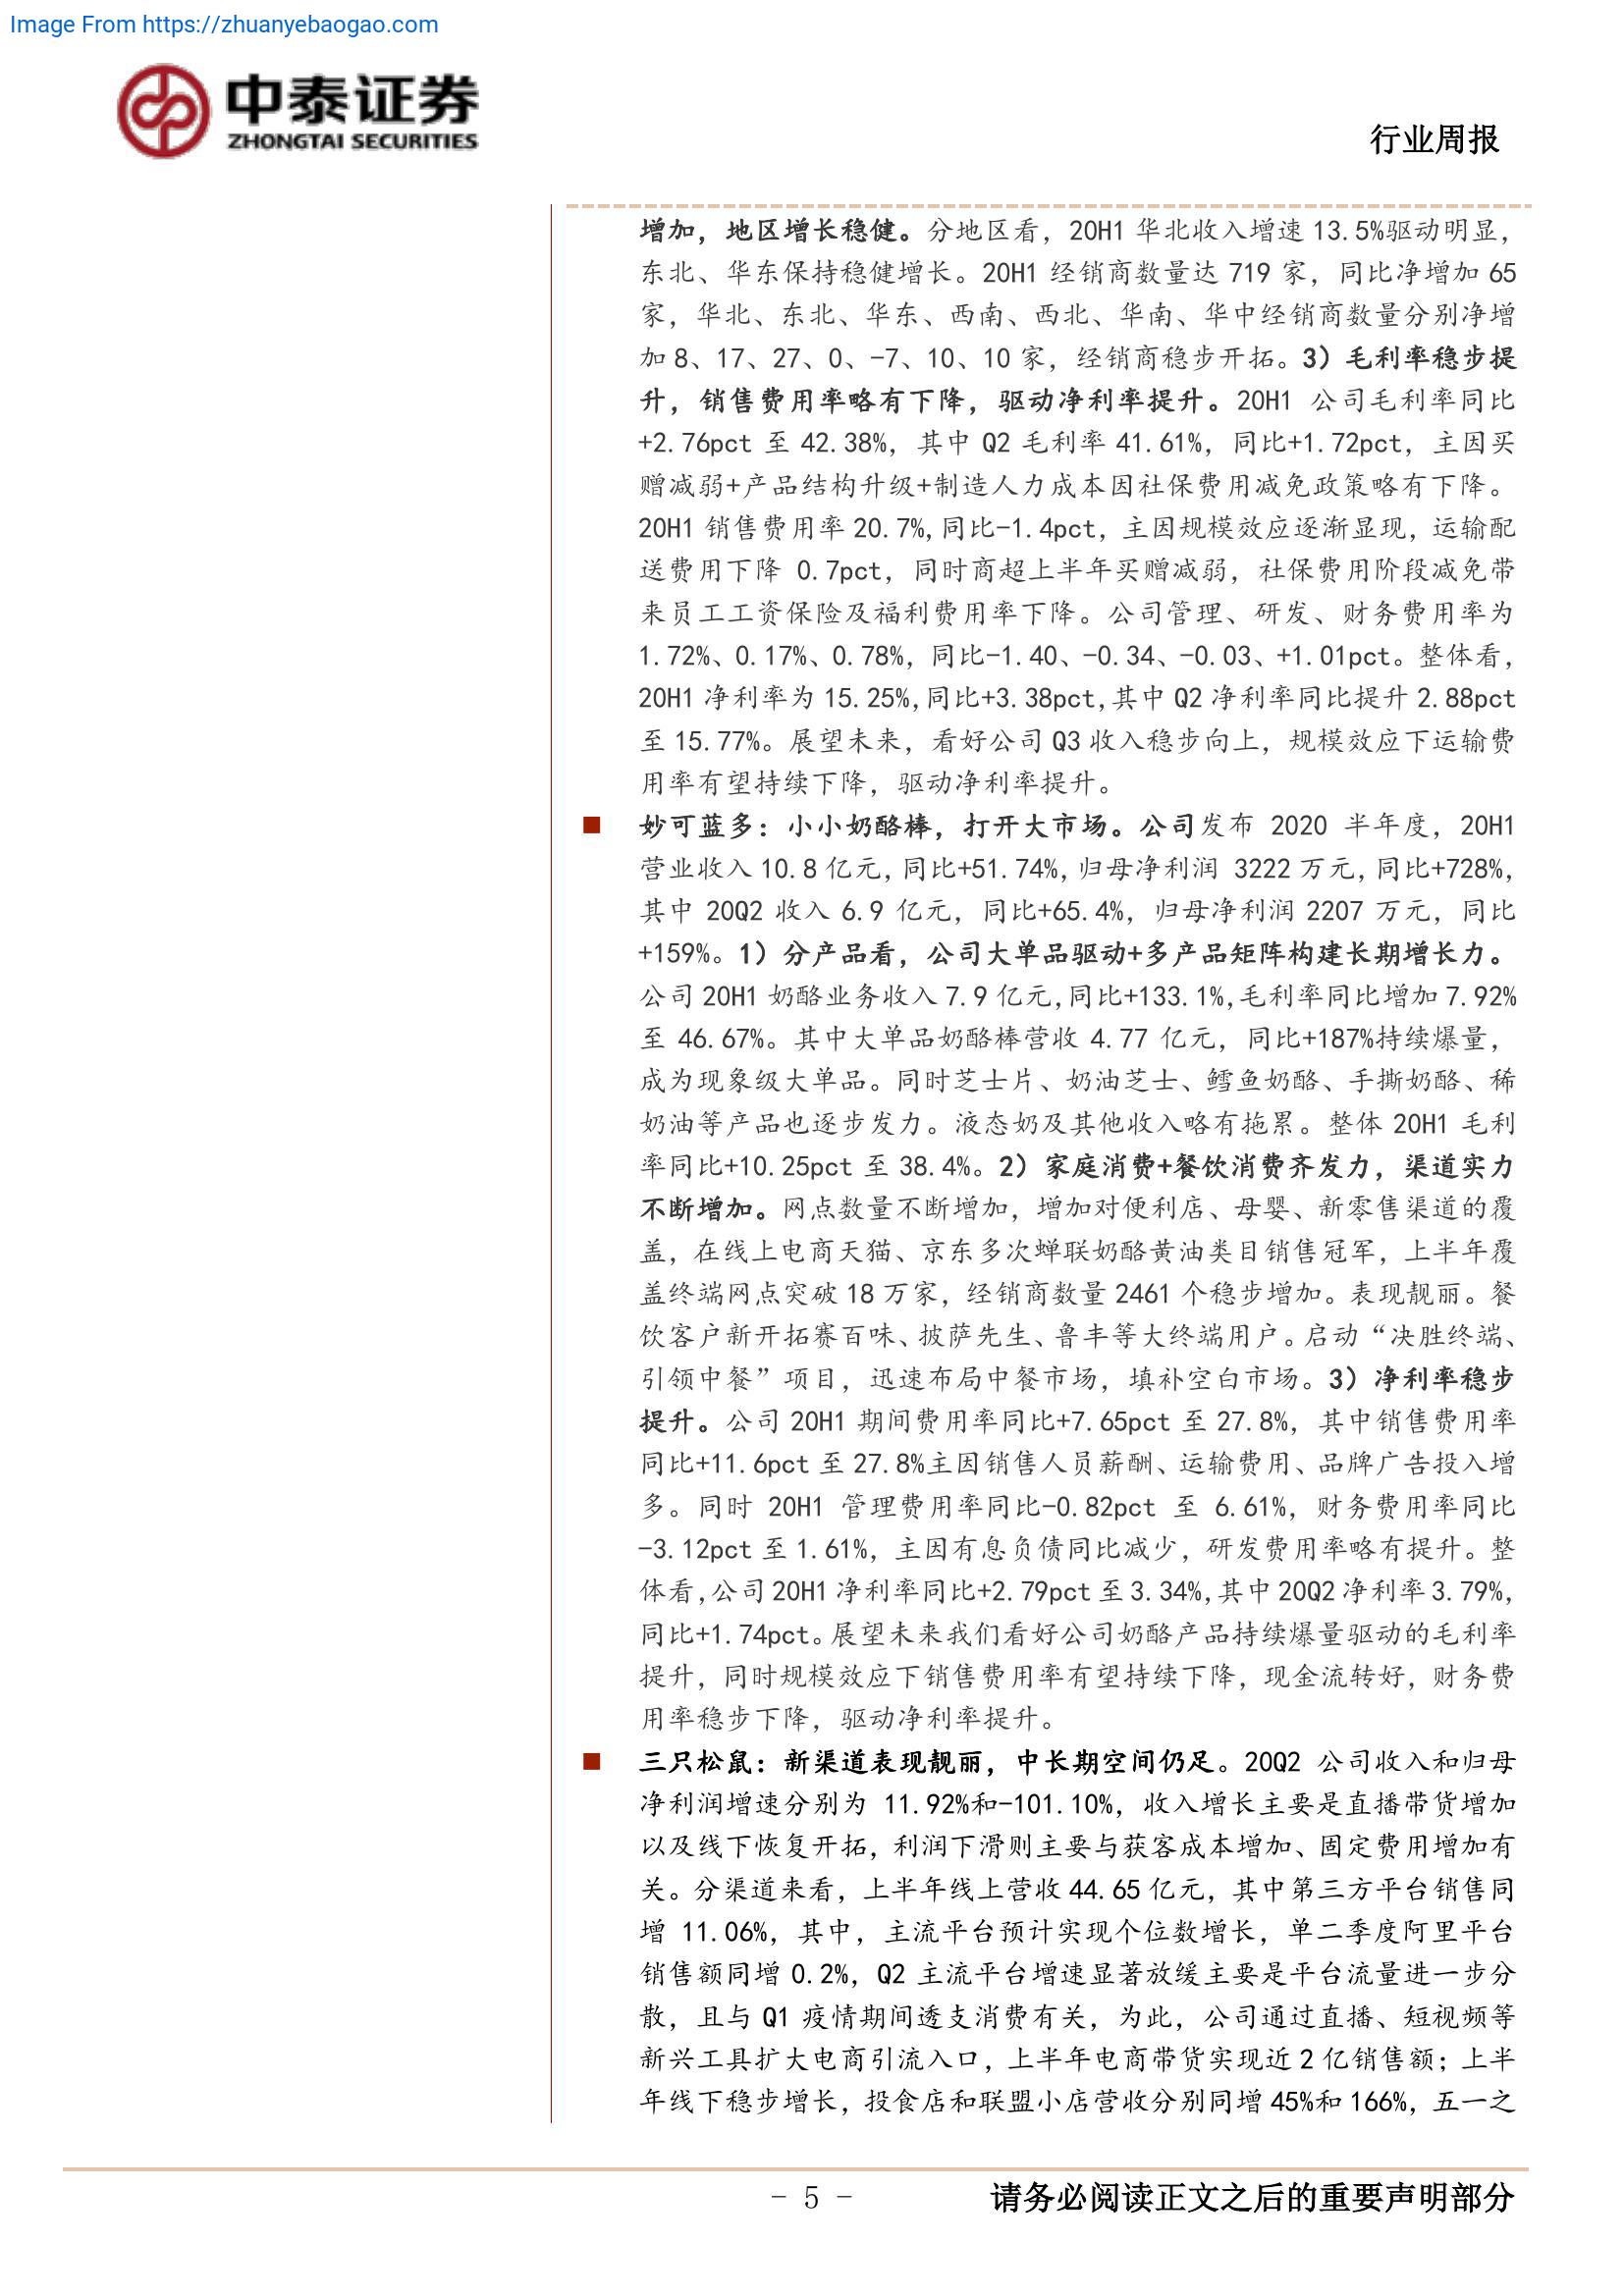 Image From https://zhuanyebaogao.com
中泰证券
ZHONGTAI SECURITIES
行业周报
增加，地区增长稳健。分地区看，20H1 华北收入增速 13.5%驱动明显，
东北、华东保持稳健增长。20H1 经销商数量达 719 家，同比净增加 65
家，华北、东北、华东、西南、西北、华南、华中经销商数量分别净增
加 8、17、27、0、-7、10、10 家，经销商稳步开拓。3）毛利率稳步提
升，销售费用率略有下降，驱动净利率提升。20H1 公司毛利率同比
+2.76pct 至 42.38%，其中 Q2 毛利率 41.61%，同比+1.72pct，主因买
赠减弱+产品结构升级+制造人力成本因社保费用减免政策略有下降。
20H1 销售费用率 20.7%,同比-1.4pct，主因规模效应逐渐显现，运输配
送费用下降 0.7pct，同时商超上半年买赠减弱，社保费用阶段减免带
来员工工资保险及福利费用率下降。公司管理、研发、财务费用率为
1.72%、0.17%、0.78%，同比-1.40、-0.34、-0.03、+1.01pct。整体看，
20H1 净利率为 15.25%,同比+3.38pct,其中 Q2 净利率同比提升 2.88pct
至 15.77%。展望未来，看好公司 Q3 收入稳步向上，规模效应下运输费
用率有望持续下降，驱动净利率提升。
■ 妙可蓝多：小小奶酪棒，打开大市场。公司发布 2020 半年度，20H1
营业收入 10.8 亿元，同比+51.74%，归母净利润 3222 万元，同比+728%，
其中 20Q2 收入 6.9 亿元，同比+65.4%，归母净利润 2207 万元，同比
+159%。1）分产品看，公司大单品驱动+多产品矩阵构建长期增长力。
公司 20H1 奶酪业务收入 7.9 亿元,同比+133.1%,毛利率同比增加 7.92%
至 46.67%。其中大单品奶酪棒营收 4.77 亿元，同比+187%持续爆量，
成为现象级大单品。同时芝士片、奶油芝士、鳕鱼奶酪、手撕奶酪、稀
奶油等产品也逐步发力。液态奶及其他收入略有拖累。整体 20H1 毛利
率同比+10.25pct 至 38.4%。2）家庭消费+餐饮消费齐发力，渠道实力
不断增加。网点数量不断增加，增加对便利店、母婴、新零售渠道的覆
盖，在线上电商天猫、京东多次蝉联奶酪黄油类目销售冠军，上半年覆
盖终端网点突破 18 万家，经销商数量 2461 个稳步增加。表现靓丽。餐
饮客户新开拓赛百味、披萨先生、鲁丰等大终端用户。启动“决胜终端、
引领中餐”项目，迅速布局中餐市场，填补空白市场。3）净利率稳步
提升。公司 20H1 期间费用率同比+7.65pct 至 27.8%，其中销售费用率
同比+11.6pct 至 27.8%主因销售人员薪酬、运输费用、品牌广告投入增
多。同时 20H1 管理费用率同比-0.82pct 至 6.61%，财务费用率同比
-3.12pct 至 1.61%，主因有息负债同比减少，研发费用率略有提升。整
体看,公司 20H1 净利率同比+2.79pct 至 3.34%,其中 20Q2 净利率 3.79%,
同比+1.74pct。展望未来我们看好公司奶酪产品持续爆量驱动的毛利率
提升，同时规模效应下销售费用率有望持续下降，现金流转好，财务费
用率稳步下降，驱动净利率提升。
■ 三只松鼠：新渠道表现靓丽，中长期空间仍足。20Q2 公司收入和归母
净利润增速分别为 11.92%和-101.10%，收入增长主要是直播带货增加
以及线下恢复开拓，利润下滑则主要与获客成本增加、固定费用增加有
关。分渠道来看，上半年线上营收 44.65 亿元，其中第三方平台销售同
增 11.06%，其中，主流平台预计实现个位数增长，单二季度阿里平台
销售额同增 0.2%，Q2 主流平台增速显著放缓主要是平台流量进一步分
散，且与 Q1 疫情期间透支消费有关，为此，公司通过直播、短视频等
新兴工具扩大电商引流入口，上半年电商带货实现近 2 亿销售额；上半
年线下稳步增长，投食店和联盟小店营收分别同增 45%和 166%，五一之
- 5 -
请务必阅读正文之后的重要声明部分